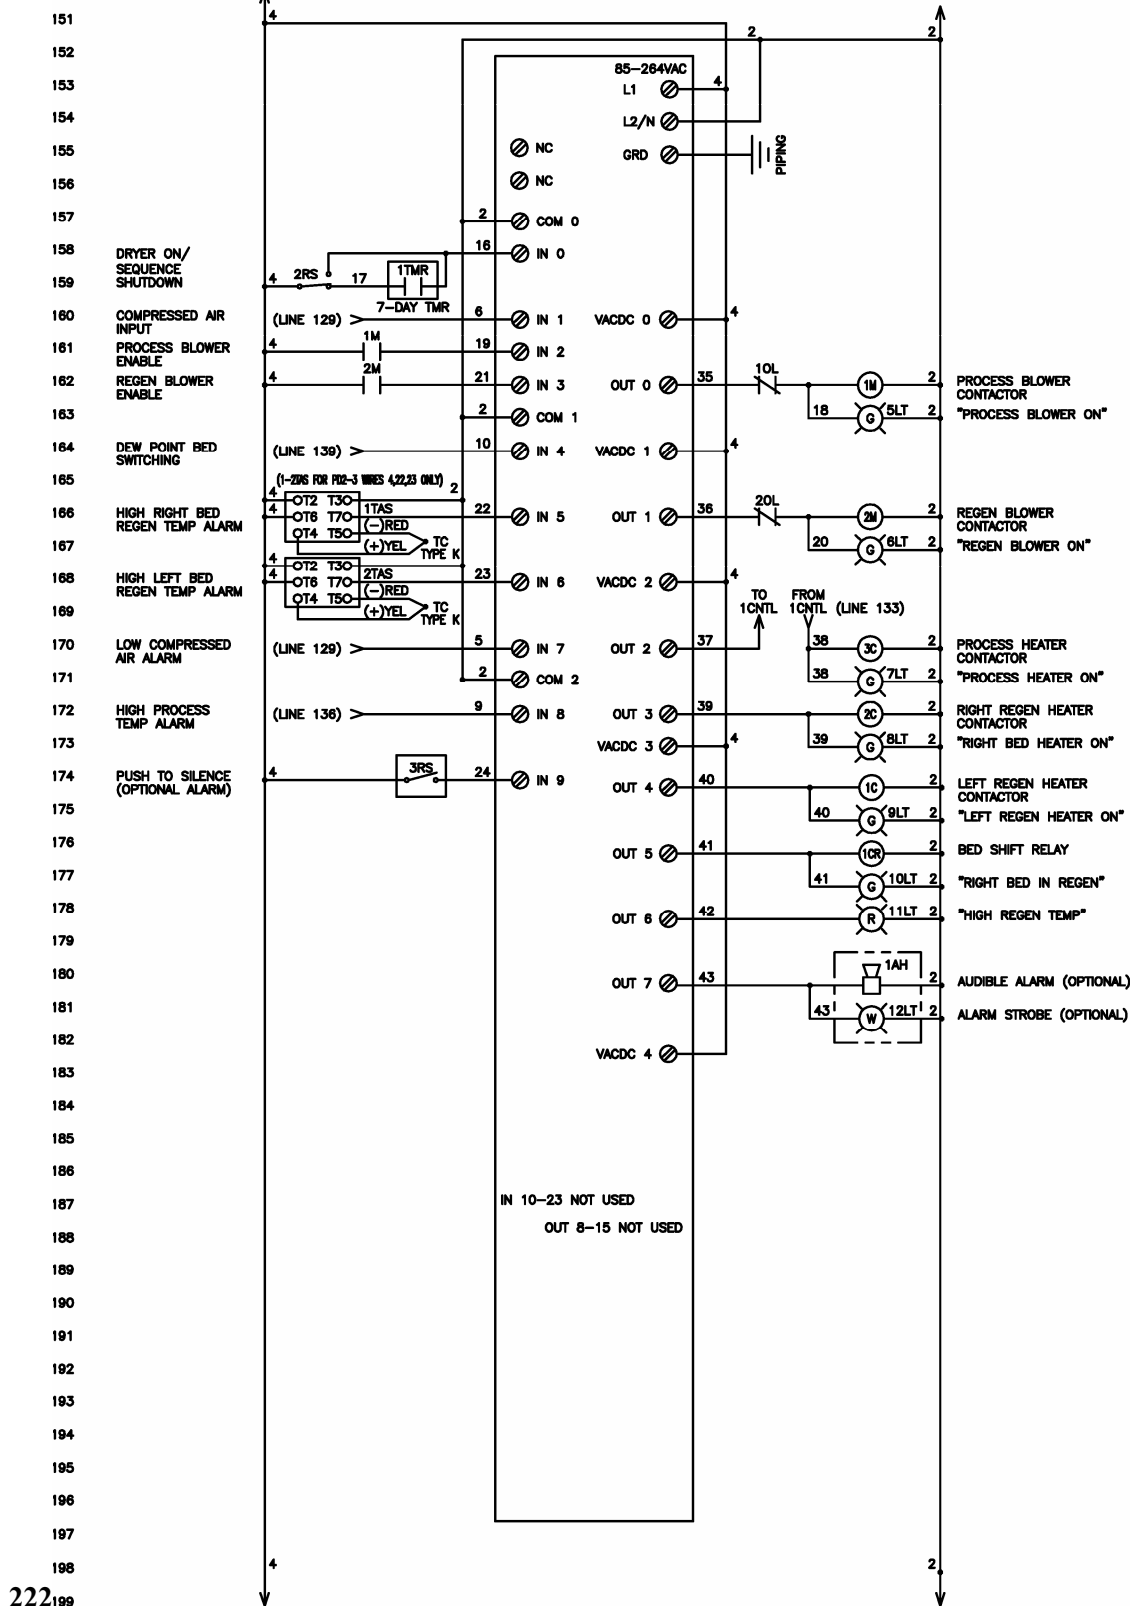 151 4
152 2 2
153 85-264VAC
L1 4
154 L2/N
155 NC GRD PIPING
156 NC
157 2 COM 0
158 DRYER ON/
SEQUENCE
SHUTDOWN
16 IN 0
159 4 2RS 17 1TMR
7-DAY TMR
160 COMPRESSED AIR
INPUT
(LINE 129) 6 IN 1 VACDC 0 4
161 PROCESS BLOWER
ENABLE
4 1M 19 IN 2
162 REGEN BLOWER
ENABLE
4 2M 21 IN 3 OUT 0 35 1OL 1M 2 PROCESS BLOWER
CONTACTOR
163 2 COM 1 18 G 5LT 2 "PROCESS BLOWER ON"
164 DEW POINT BED
SWITCHING
(LINE 139) 10 IN 4 VACDC 1 4
165 (1-2TAS FOR PD2-3 WIRES 4,22,23 ONLY)
4 T2 T3 2
166 HIGH RIGHT BED
REGEN TEMP ALARM
4 T6 T7 1TAS 22 IN 5 OUT 1 36 2OL 2M 2 REGEN BLOWER
CONTACTOR
T4 T5 (-)RED
167 (+)YEL TC
TYPE K
20 G 6LT 2 "REGEN BLOWER ON"
4 T2 T3
168 HIGH LEFT BED
REGEN TEMP ALARM
4 T6 T7 2TAS 23 IN 6 VACDC 2 4
T4 T5 (-)RED
169 (+)YEL TC
TYPE K
TO
1CNTL
FROM
1CNTL (LINE 133)
170 LOW COMPRESSED
AIR ALARM
(LINE 129) 5 IN 7 OUT 2 37 38 3C 2 PROCESS HEATER
CONTACTOR
171 2 COM 2 38 G 7LT 2 "PROCESS HEATER ON"
172 HIGH PROCESS
TEMP ALARM
(LINE 136) 9 IN 8 OUT 3 39 2C 2 RIGHT REGEN HEATER
CONTACTOR
173 VACDC 3 4 39 G 8LT 2 "RIGHT BED HEATER ON"
174 PUSH TO SILENCE
(OPTIONAL ALARM)
4 3RS 24 IN 9 OUT 4 40 1C 2 LEFT REGEN HEATER
CONTACTOR
175 40 G 9LT 2 "LEFT REGEN HEATER ON"
176 OUT 5 41 1CR 2 BED SHIFT RELAY
177 41 G 10LT 2 "RIGHT BED IN REGEN"
178 OUT 6 42 R 11LT 2 "HIGH REGEN TEMP"
179
180 OUT 7 43 1AH 2 AUDIBLE ALARM (OPTIONAL)
181 43 W 12LT 2 ALARM STROBE (OPTIONAL)
182 VACDC 4
183
184
185
186
187 IN 10-23 NOT USED
188 OUT 8-15 NOT USED
189
190
191
192
193
194
195
196
197
198 4 2
222 199